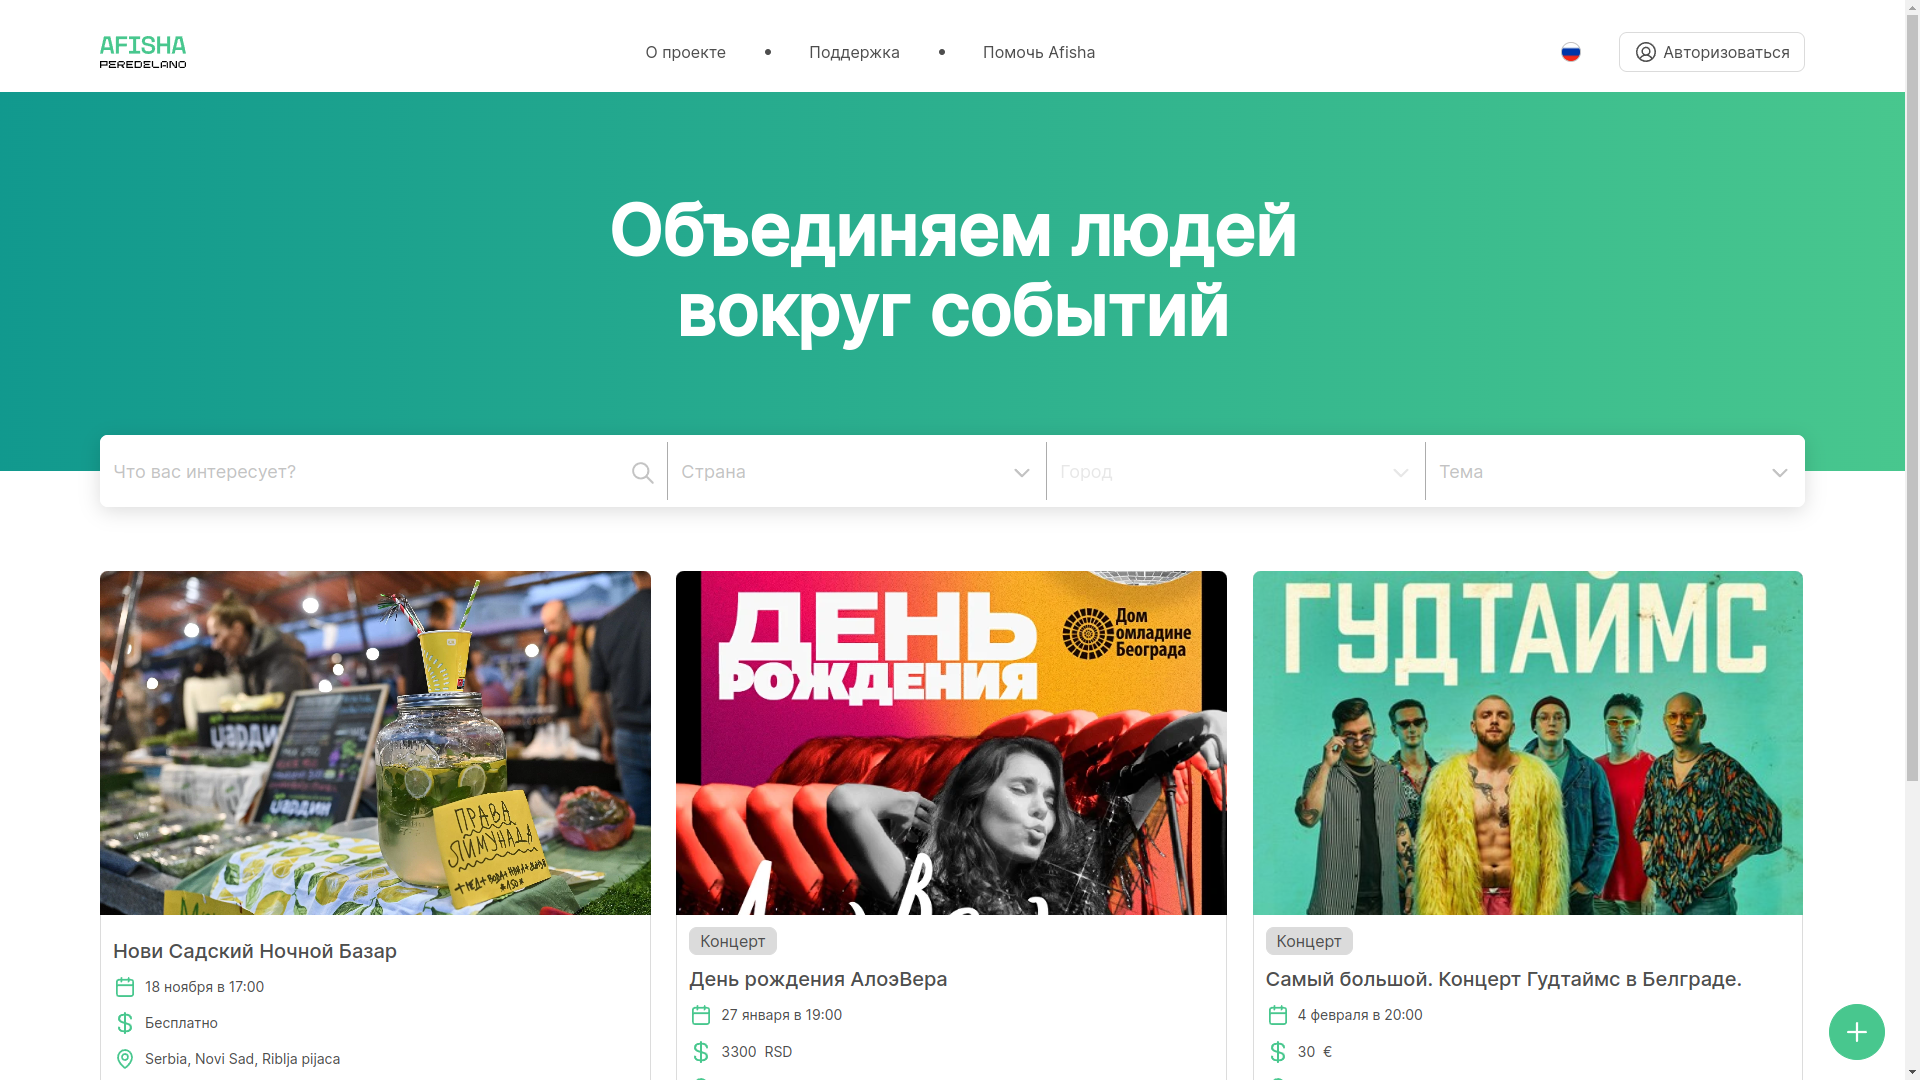 AFISHA
PEREDELANO
О проекте • Поддержка • Помочь Afisha
Авторизоваться
Объединяем людей
вокруг событий
Что вас интересует?
Страна
Город
Тема
ПРАВА
ЛЙМУНАДА
ДЕНЬ
РОЖДЕНИЯ
Дом
омладине
Београда
ГУДТАЙМС
Нови Садский Ночной Базар
18 ноября в 17:00
Бесплатно
Serbia, Novi Sad, Riblja pijaca
Концерт
День рождения АлоэВера
27 января в 19:00
3300 RSD
Концерт
Самый большой. Концерт Гудтаймс в Белграде.
4 февраля в 20:00
30 €